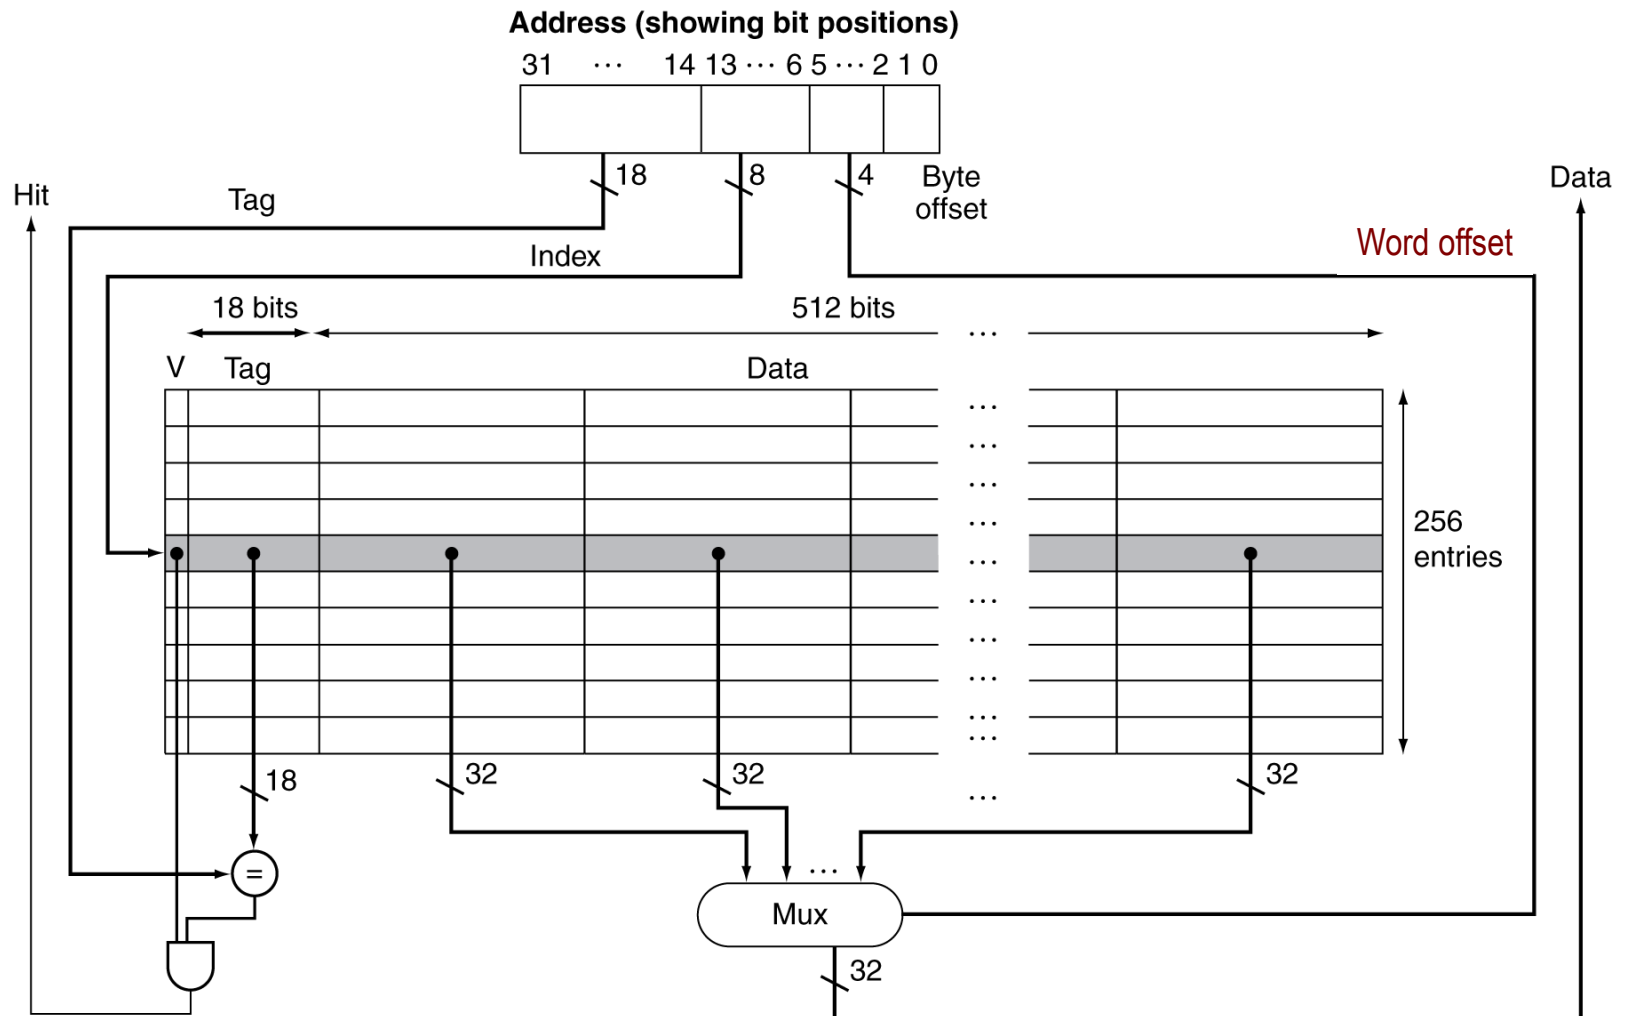 Address (showing bit positions)
31 ··· 14 13 ··· 6 5 ··· 2 1 0
18 8 4 Byte
offset
Hit
Tag
Data
Word offset
Index
18 bits
512 bits
···
V Tag Data
···
···
···
···
···
···
···
···
···
···
256
entries
18 32 32 ··· 32
=
···
Mux
32